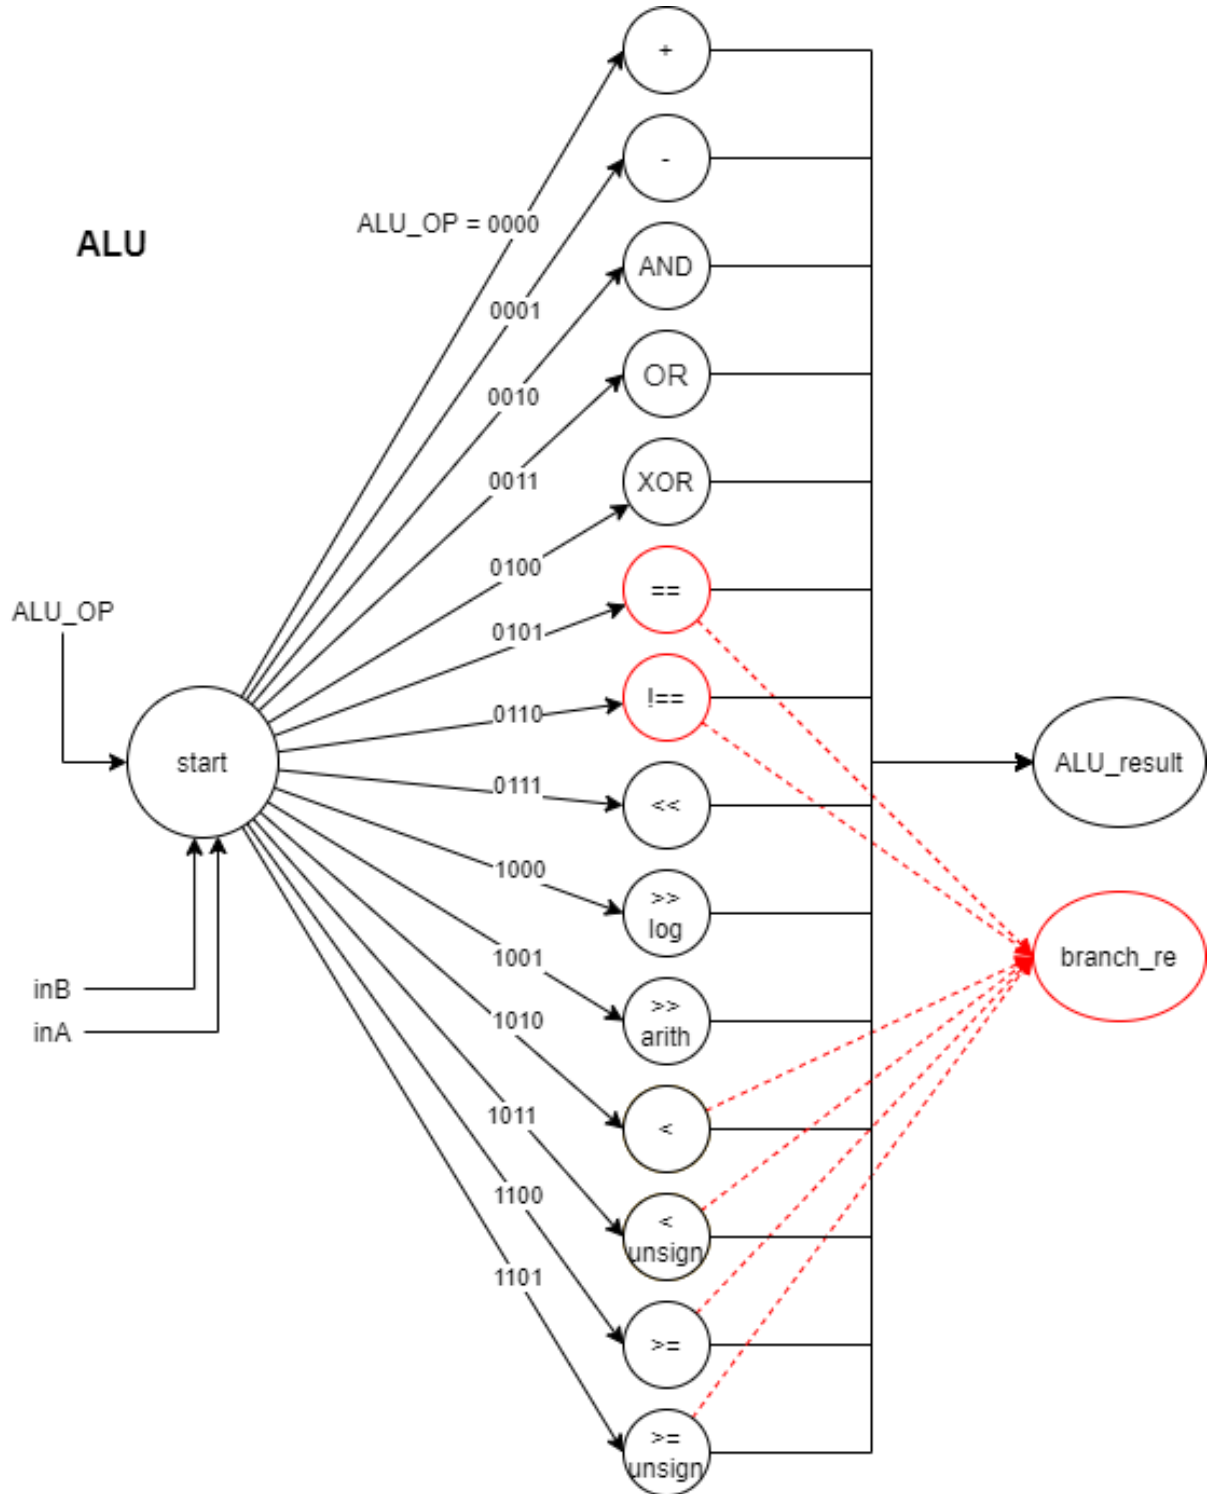 ALU
ALU_OP
start
inB
inA
ALU_OP = 0000
0001
0010
0011
0100
0101
0110
0111
1000
1001
1010
1011
1100
1101
+
-
AND
OR
XOR
==
!==
<<
>>
log
>>
arith
<
<
unsign
>=
>=
unsign
ALU_result
branch_re